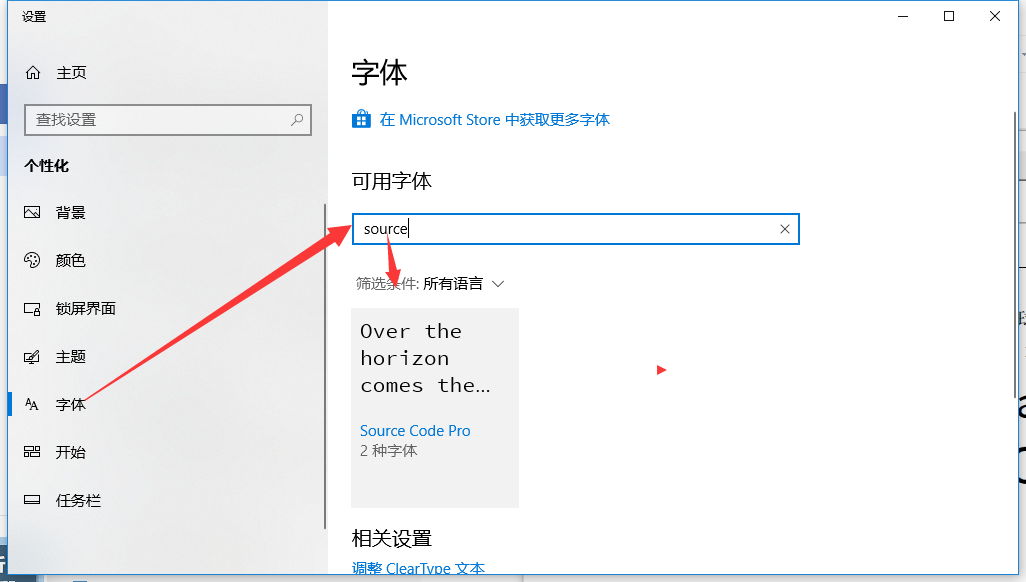 设置
主页
查找设置
个性化
背景
颜色
锁屏界面
主题
字体
开始
任务栏
字体
在 Microsoft Store 中获取更多字体
可用字体
source
筛选条件: 所有语言
Over the
horizon
comes the...
Source Code Pro
2 种字体
相关设置
调整 ClearType 文本